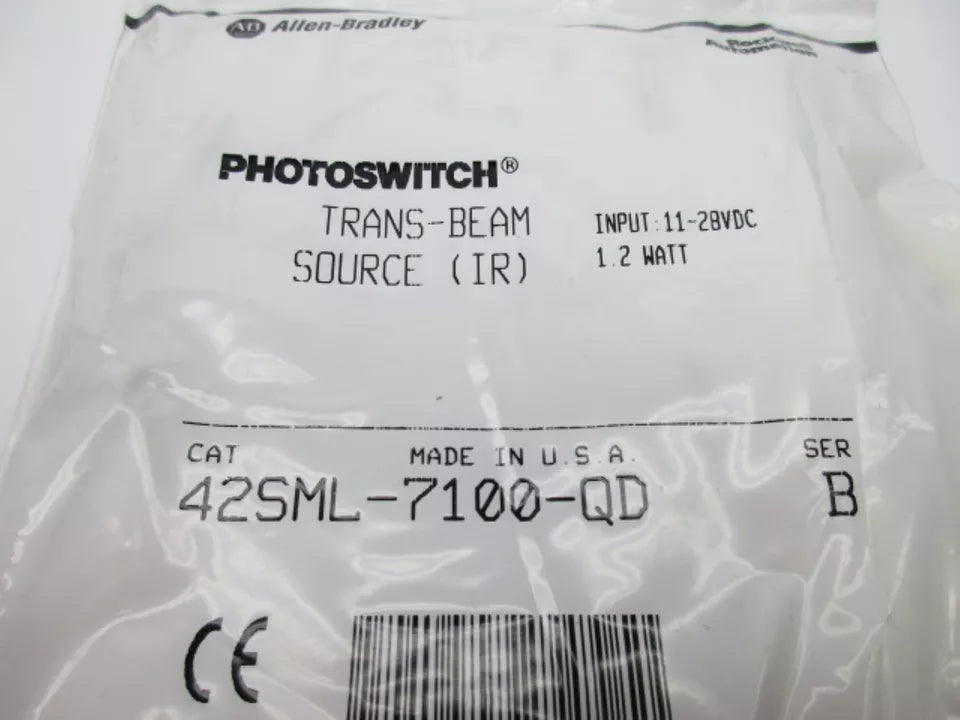 AB Allen-Bradley
Rockwell
Automation
PHOTOSWITCH®
TRANS-BEAM
SOURCE (IR)
INPUT:11-28VDC
1.2 WATT
CAT MADE IN U.S.A. SER
42SML-7100-QD B
CE